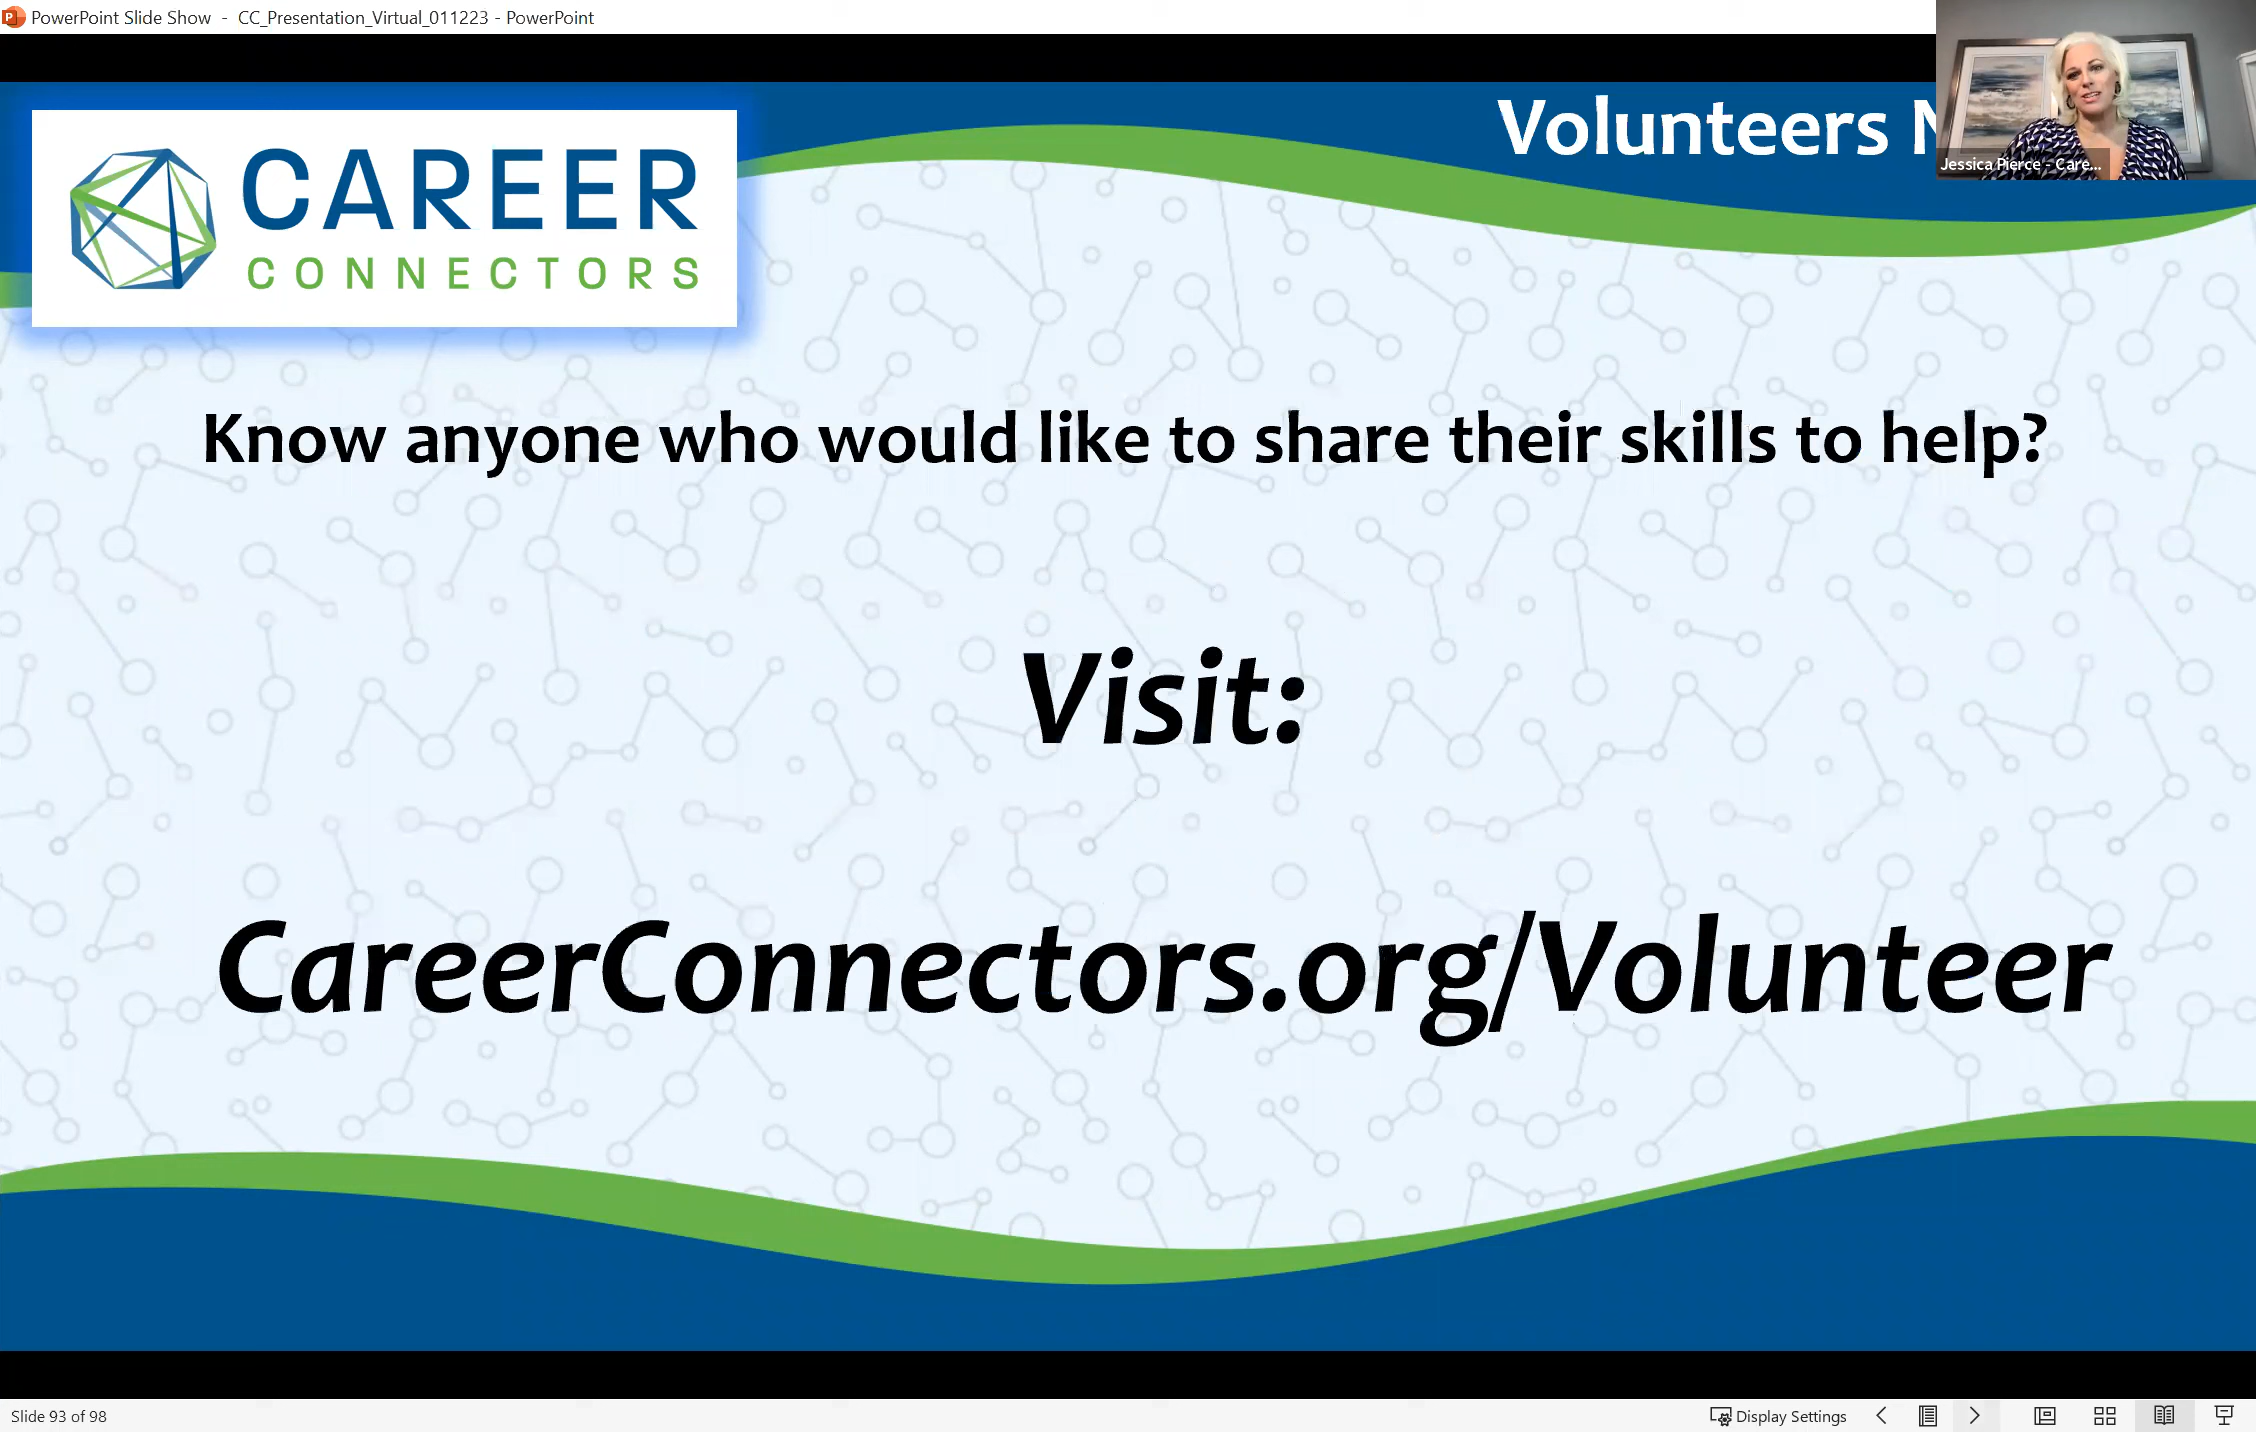 PowerPoint Slide Show - CC_Presentation_Virtual_011223 - PowerPoint
Volunteers
Jessica Pierce - Care...
CAREER
CONNECTORS
Know anyone who would like to share their skills to help?
Visit:
CareerConnectors.org/Volunteer
Slide 93 of 98
Display Settings